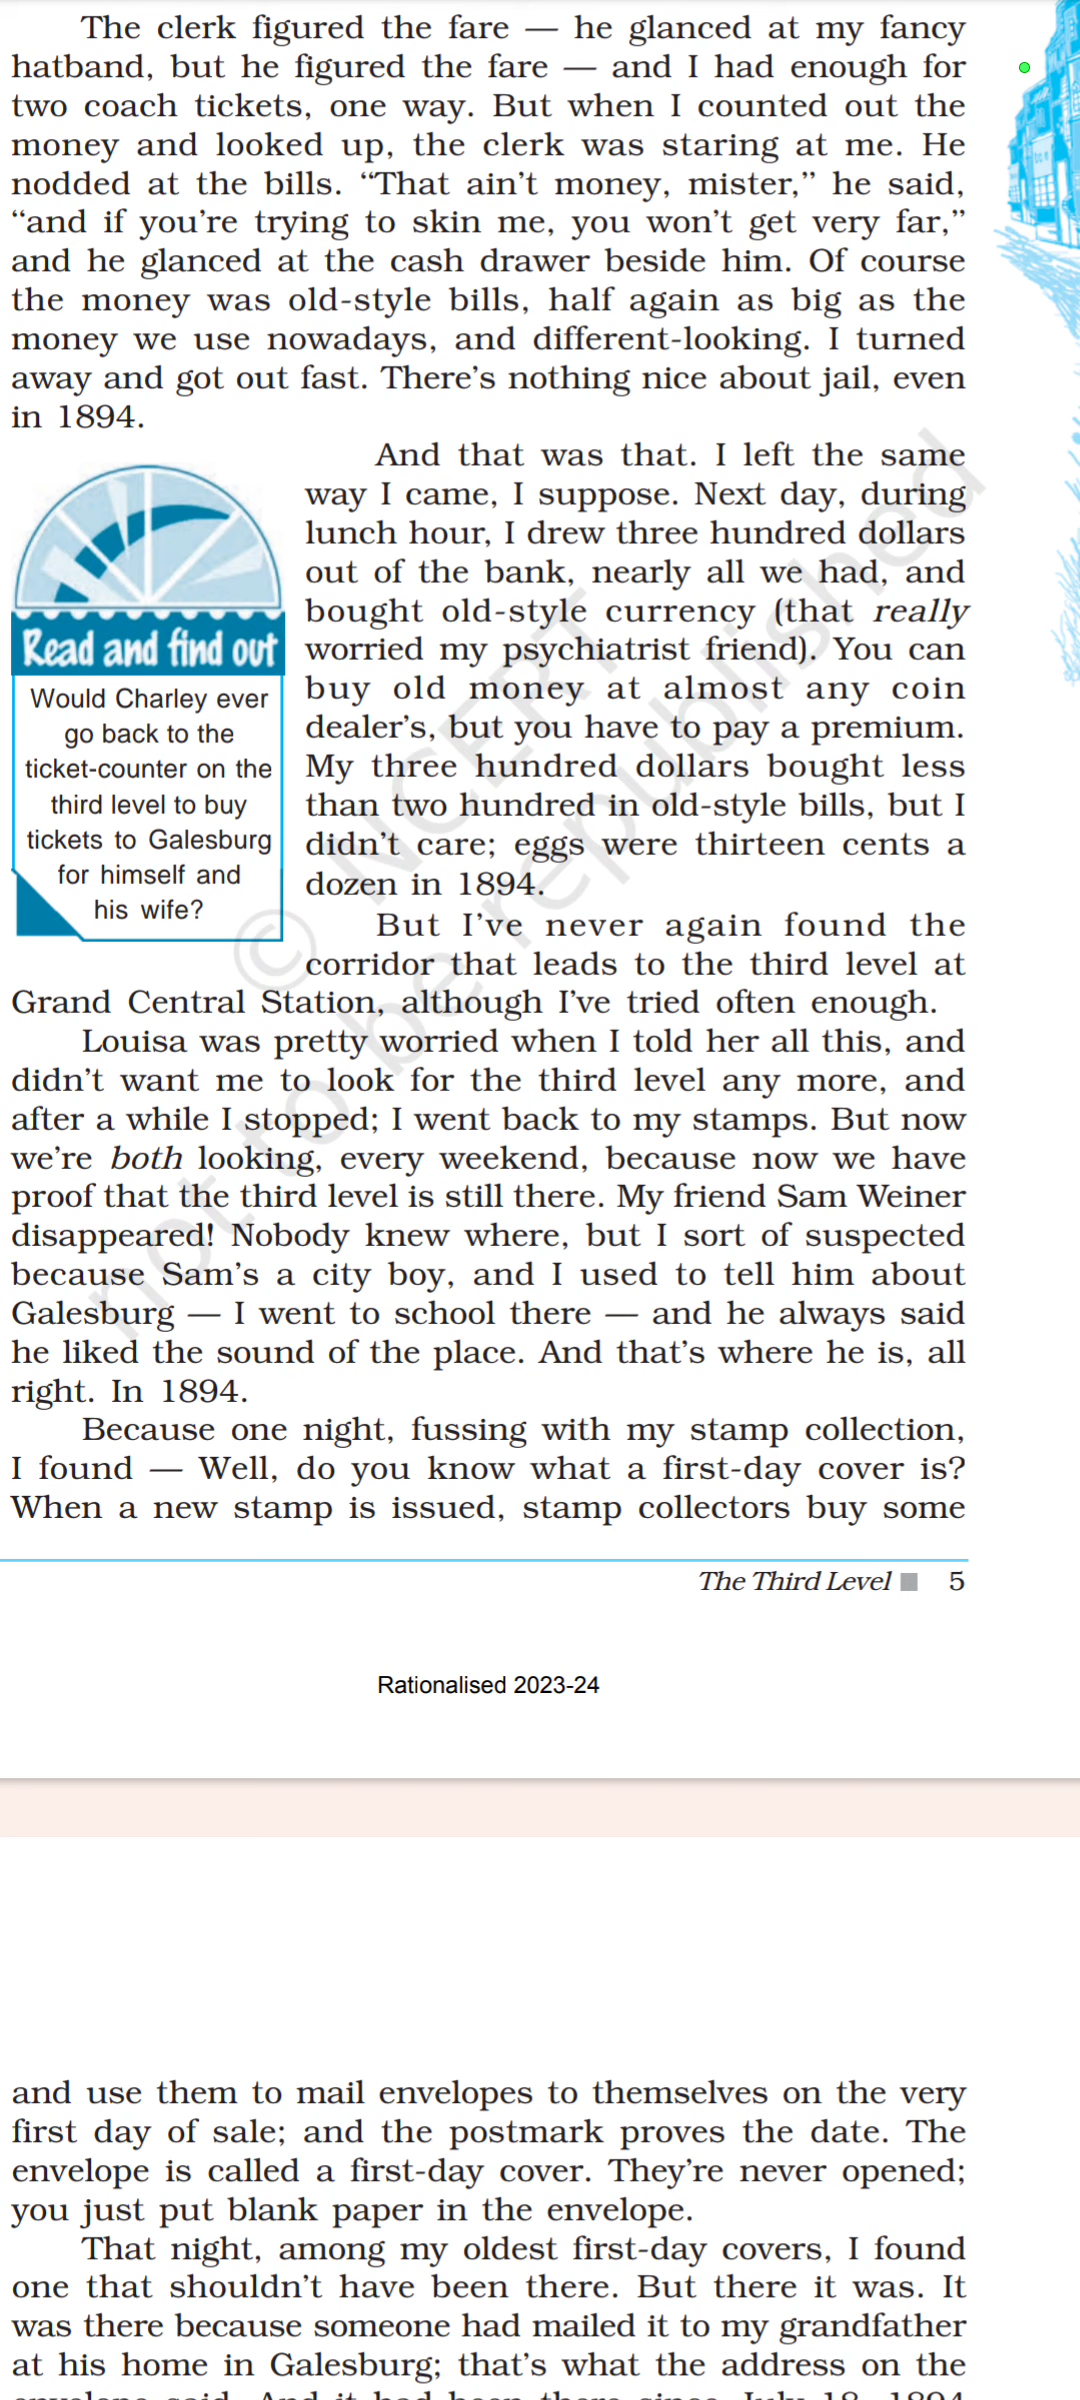 The clerk figured the fare — he glanced at my fancy
hatband, but he figured the fare — and I had enough for
two coach tickets, one way. But when I counted out the
money and looked up, the clerk was staring at me. He
nodded at the bills. “That ain’t money, mister,” he said,
“and if you’re trying to skin me, you won’t get very far,”
and he glanced at the cash drawer beside him. Of course
the money was old-style bills, half again as big as the
money we use nowadays, and different-looking. I turned
away and got out fast. There’s nothing nice about jail, even
in 1894.
And that was that. I left the same
way I came, I suppose. Next day, during
lunch hour, I drew three hundred dollars
out of the bank, nearly all we had, and
bought old-style currency (that really
worried my psychiatrist friend). You can
buy old money at almost any coin
dealer’s, but you have to pay a premium.
My three hundred dollars bought less
than two hundred in old-style bills, but I
didn’t care; eggs were thirteen cents a
dozen in 1894.
Read and find out
Would Charley ever
go back to the
ticket-counter on the
third level to buy
tickets to Galesburg
for himself and
his wife?
But I’ve never again found the
corridor that leads to the third level at
Grand Central Station, although I’ve tried often enough.
Louisa was pretty worried when I told her all this, and
didn’t want me to look for the third level any more, and
after a while I stopped; I went back to my stamps. But now
we’re both looking, every weekend, because now we have
proof that the third level is still there. My friend Sam Weiner
disappeared! Nobody knew where, but I sort of suspected
because Sam’s a city boy, and I used to tell him about
Galesburg — I went to school there — and he always said
he liked the sound of the place. And that’s where he is, all
right. In 1894.
Because one night, fussing with my stamp collection,
I found — Well, do you know what a first-day cover is?
When a new stamp is issued, stamp collectors buy some
© NCERT
not to be republished
The Third Level 5
Rationalised 2023-24
and use them to mail envelopes to themselves on the very
first day of sale; and the postmark proves the date. The
envelope is called a first-day cover. They’re never opened;
you just put blank paper in the envelope.
That night, among my oldest first-day covers, I found
one that shouldn’t have been there. But there it was. It
was there because someone had mailed it to my grandfather
at his home in Galesburg; that’s what the address on the